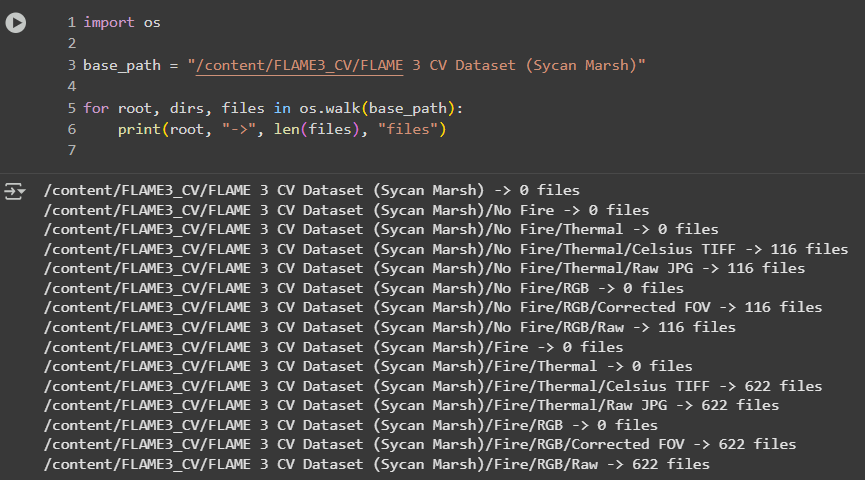 1 import os
2
3 base_path = "/content/FLAME3_CV/FLAME 3 CV Dataset (Sycan Marsh)"
4
5 for root, dirs, files in os.walk(base_path):
6     print(root, "->", len(files), "files")
7
/content/FLAME3_CV/FLAME 3 CV Dataset (Sycan Marsh) -> 0 files
/content/FLAME3_CV/FLAME 3 CV Dataset (Sycan Marsh)/No Fire -> 0 files
/content/FLAME3_CV/FLAME 3 CV Dataset (Sycan Marsh)/No Fire/Thermal -> 0 files
/content/FLAME3_CV/FLAME 3 CV Dataset (Sycan Marsh)/No Fire/Thermal/Celsius TIFF -> 116 files
/content/FLAME3_CV/FLAME 3 CV Dataset (Sycan Marsh)/No Fire/Thermal/Raw JPG -> 116 files
/content/FLAME3_CV/FLAME 3 CV Dataset (Sycan Marsh)/No Fire/RGB -> 0 files
/content/FLAME3_CV/FLAME 3 CV Dataset (Sycan Marsh)/No Fire/RGB/Corrected FOV -> 116 files
/content/FLAME3_CV/FLAME 3 CV Dataset (Sycan Marsh)/No Fire/RGB/Raw -> 116 files
/content/FLAME3_CV/FLAME 3 CV Dataset (Sycan Marsh)/Fire -> 0 files
/content/FLAME3_CV/FLAME 3 CV Dataset (Sycan Marsh)/Fire/Thermal -> 0 files
/content/FLAME3_CV/FLAME 3 CV Dataset (Sycan Marsh)/Fire/Thermal/Celsius TIFF -> 622 files
/content/FLAME3_CV/FLAME 3 CV Dataset (Sycan Marsh)/Fire/Thermal/Raw JPG -> 622 files
/content/FLAME3_CV/FLAME 3 CV Dataset (Sycan Marsh)/Fire/RGB -> 0 files
/content/FLAME3_CV/FLAME 3 CV Dataset (Sycan Marsh)/Fire/RGB/Corrected FOV -> 622 files
/content/FLAME3_CV/FLAME 3 CV Dataset (Sycan Marsh)/Fire/RGB/Raw -> 622 files